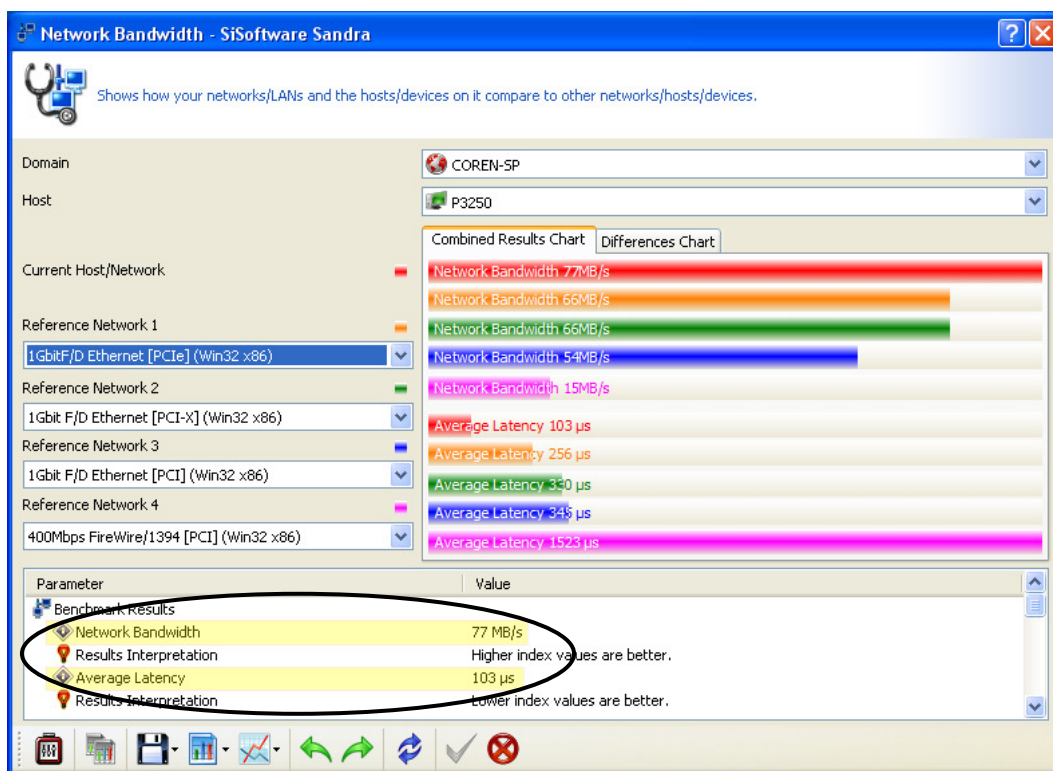 Network Bandwidth - SiSoftware Sandra
Shows how your networks/LANs and the hosts/devices on it compare to other networks/hosts/devices.
Domain
COREN-SP
Host
P3250
Combined Results Chart
Differences Chart
Current Host/Network
Network Bandwidth 77MB/s
Network Bandwidth 66MB/s
Reference Network 1
Network Bandwidth 66MB/s
1GbitF/D Ethernet [PCIe] (Win32 x86)
Network Bandwidth 54MB/s
Reference Network 2
Network Bandwidth 15MB/s
1Gbit F/D Ethernet [PCI-X] (Win32 x86)
Average Latency 103 µs
Reference Network 3
Average Latency 256 µs
1Gbit F/D Ethernet [PCI] (Win32 x86)
Average Latency 330 µs
Reference Network 4
Average Latency 345 µs
400Mbps FireWire/1394 [PCI] (Win32 x86)
Average Latency 1523 µs
Parameter Value
Benchmark Results
Network Bandwidth 77 MB/s
Results Interpretation Higher index values are better.
Average Latency 103 µs
Results Interpretation Lower index values are better.